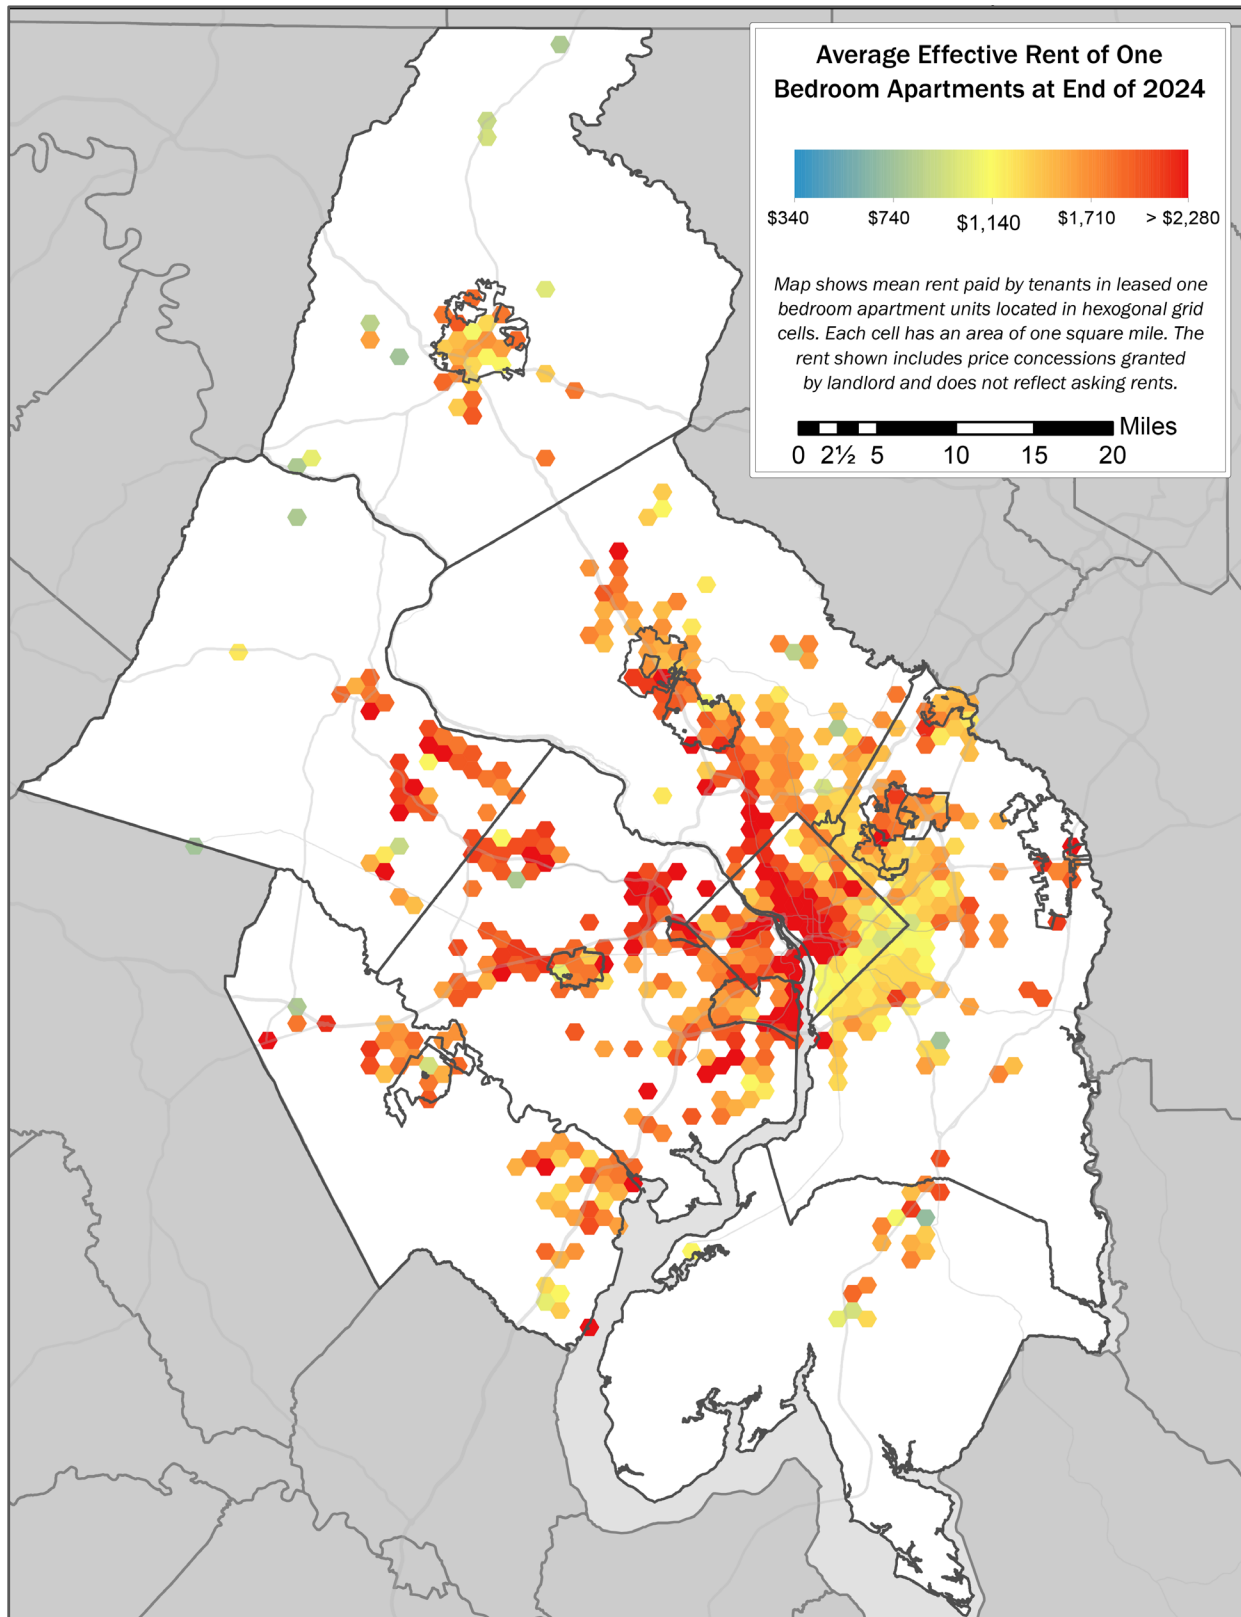 Average Effective Rent of One
Bedroom Apartments at End of 2024
$340 $740 $1,140 $1,710 > $2,280
Map shows mean rent paid by tenants in leased one
bedroom apartment units located in hexogonal grid
cells. Each cell has an area of one square mile. The
rent shown includes price concessions granted
by landlord and does not reflect asking rents.
Miles
0 2½ 5 10 15 20